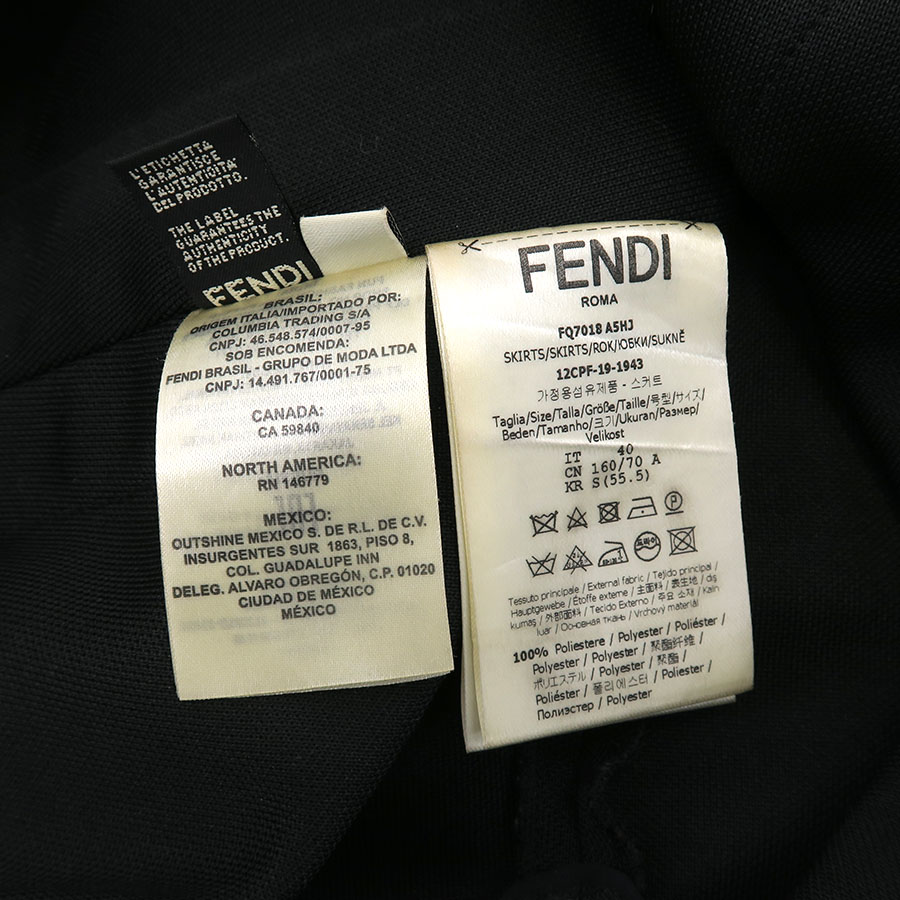 L'ETICHETTA
GARANTISCE
L'AUTENTICITA'
DEL PRODOTTO.
THE LABEL
GUARANTEES THE
AUTHENTICITY
OF THE PRODUCT.
FENDI
BRASIL:
ORIGEM ITALIA/IMPORTADO POR:
COLUMBIA TRADING S/A
CNPJ: 46.548.574/0007-95
SOB ENCOMENDA:
FENDI BRASIL - GRUPO DE MODA LTDA
CNPJ: 14.491.767/0001-75
CANADA:
CA 59840
NORTH AMERICA:
RN 146779
MEXICO:
OUTSHINE MEXICO S. DE R.L. DE C.V.
INSURGENTES SUR 1863, PISO 8,
COL. GUADALUPE INN
DELEG. ALVARO OBREGÓN, C.P. 01020
CIUDAD DE MÉXICO
MÉXICO
FENDI
ROMA
FQ7018 A5HJ
SKIRTS/SKIRTS/ROK/ЮБКИ/SUKNĚ
12CPF-19-1943
가정용섬유제품 - 스커트
Taglia/Size/Talla/Größe/Taille/号型/サイズ/
Beden/Tamanho/크기/Ukuran/Размер/
Velikost
IT 40
CN 160/70 A
KR S(55.5)
드라이
Tessuto principale / External fabric / Tejido principal /
Hauptgewebe / Étoffe externe / 主面料 / 表生地 / dış
kumaş / 外部面料 / Tecido Externo / 주요 소재 / Kain
luar / Основная ткань / Vrchový materiál
100% Poliestere / Polyester / Poliéster /
Polyester / Polyester / 聚酯纤维 /
ポリエステル / Polyester / 聚酯 /
Poliéster / 폴리에스터 / Poliester /
Полиэстер / Polyester